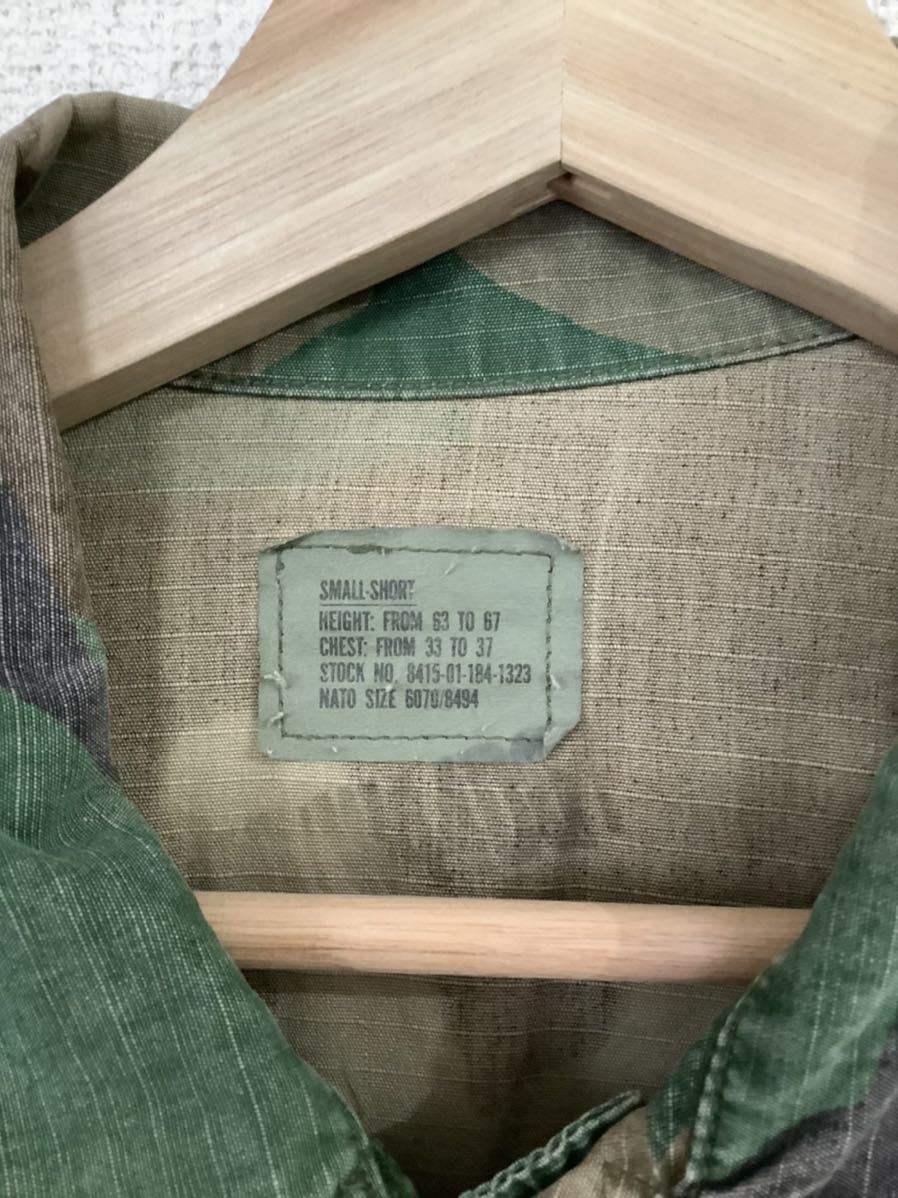 SMALL-SHORT
HEIGHT: FROM 63 TO 67
CHEST: FROM 33 TO 37
STOCK NO. 8415-01-184-1323
NATO SIZE 6070/8494